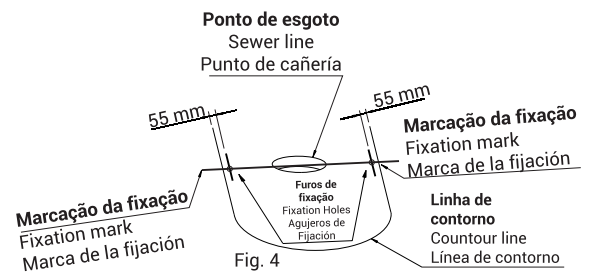 Ponto de esgoto
Sewer line
Punto de cañería
55 mm
55 mm
Marcação da fixação
Fixation mark
Marca de la fijación
Marcação da fixação
Fixation mark
Marca de la fijación
Furos de
fixação
Fixation Holes
Agujeros de
Fijación
Linha de
contorno
Countour line
Línea de contorno
Fig. 4